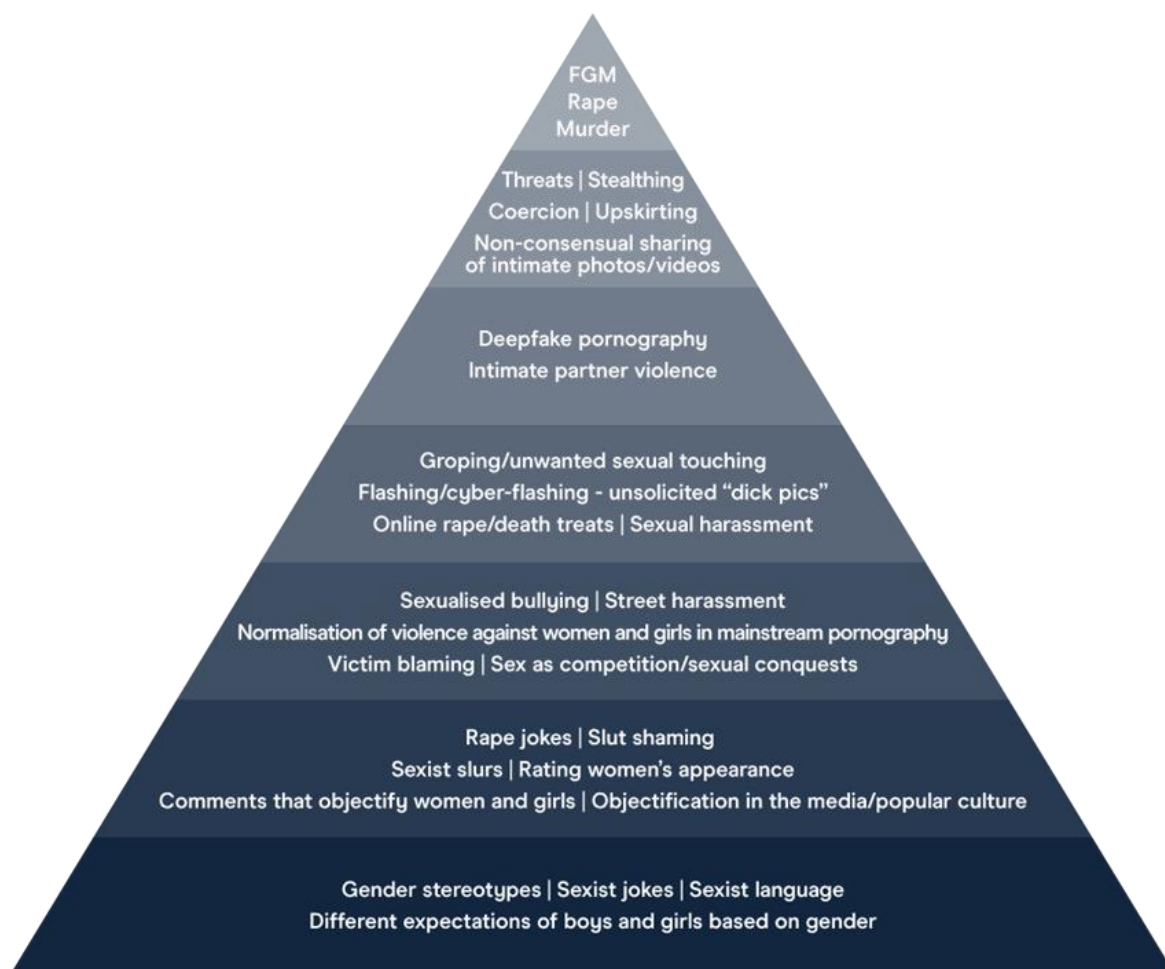 FGM
Rape
Murder
Threats | Stealthing
Coercion | Upskirting
Non-consensual sharing
of intimate photos/videos
Deepfake pornography
Intimate partner violence
Groping/unwanted sexual touching
Flashing/cyber-flashing - unsolicited “dick pics”
Online rape/death treats | Sexual harassment
Sexualised bullying | Street harassment
Normalisation of violence against women and girls in mainstream pornography
Victim blaming | Sex as competition/sexual conquests
Rape jokes | Slut shaming
Sexist slurs | Rating women’s appearance
Comments that objectify women and girls | Objectification in the media/popular culture
Gender stereotypes | Sexist jokes | Sexist language
Different expectations of boys and girls based on gender